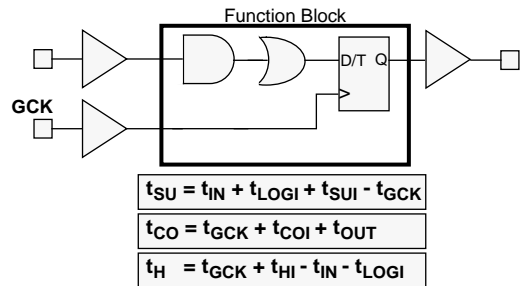 Function Block
D/T Q
GCK
tSU = tIN + tLOGI + tSUI - tGCK
tCO = tGCK + tCOI + tOUT
tH = tGCK + tHI - tIN - tLOGI